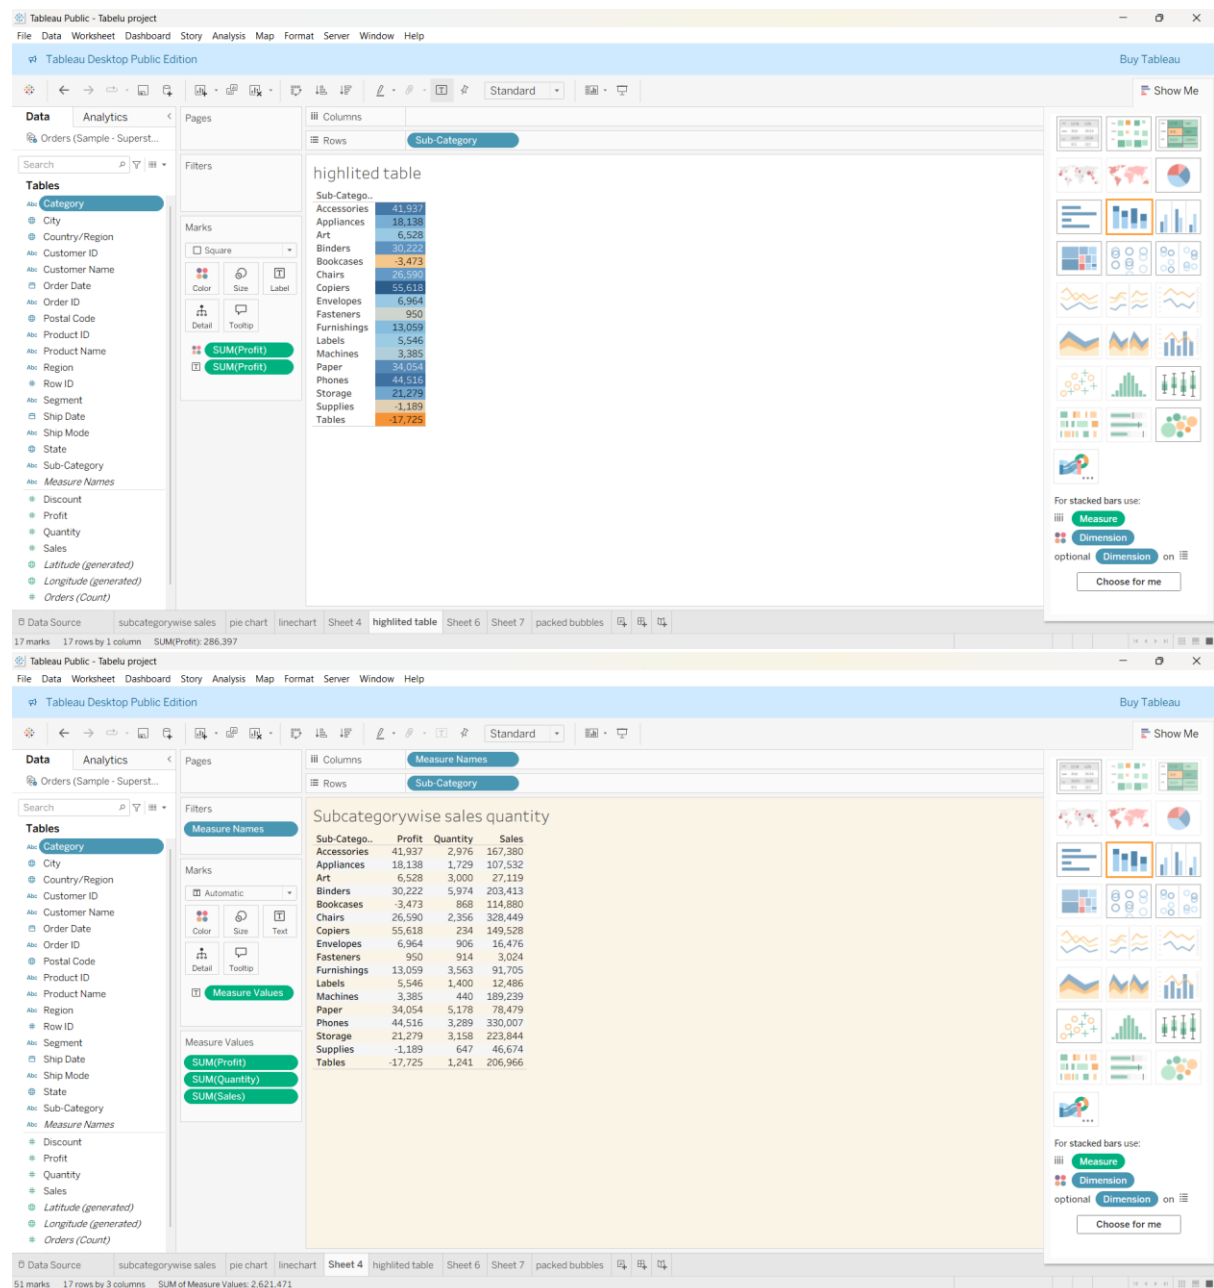 Tableau Public - Tabelu project
File Data Worksheet Dashboard Story Analysis Map Format Server Window Help
Tableau Desktop Public Edition Buy Tableau
Standard Show Me
Data Analytics Pages Columns
Orders (Sample - Superst... Rows Sub-Category
Search Filters highlited table
Tables Sub-Catego..
Abc Category Accessories 41,937
City Appliances 18,138
Country/Region Marks Art 6,528
Abc Customer ID Square Binders 30,222
Abc Customer Name Bookcases -3,473
Order Date Color Size Label Chairs 26,590
Abc Order ID Copiers 55,618
Postal Code Envelopes 6,964
Abc Product ID Detail Tooltip Fasteners 950
Abc Product Name SUM(Profit) Furnishings 13,059
Abc Region T SUM(Profit) Labels 5,546
# Row ID Machines 3,385
Abc Segment Paper 34,054
Ship Date Phones 44,516
Abc Ship Mode Storage 21,279
State Supplies -1,189
Abc Sub-Category Tables -17,725
Abc Measure Names
# Discount
# Profit
# Quantity
# Sales
Latitude (generated)
Longitude (generated)
# Orders (Count)
For stacked bars use:
Measure
Dimension
optional Dimension on
Choose for me
Data Source subcategorywise sales pie chart linechart Sheet 4 highlited table Sheet 6 Sheet 7 packed bubbles
17 marks 17 rows by 1 column SUM(Profit): 286,397
Tableau Public - Tabelu project
File Data Worksheet Dashboard Story Analysis Map Format Server Window Help
Tableau Desktop Public Edition Buy Tableau
Standard Show Me
Data Analytics Pages Columns Measure Names
Orders (Sample - Superst... Rows Sub-Category
Search Filters Subcategorywise sales quantity
Tables Measure Names Sub-Catego.. Profit Quantity Sales
Abc Category Accessories 41,937 2,976 167,380
City Appliances 18,138 1,729 107,532
Country/Region Marks Art 6,528 3,000 27,119
Abc Customer ID Automatic Binders 30,222 5,974 203,413
Abc Customer Name Bookcases -3,473 868 114,880
Order Date Color Size Text Chairs 26,590 2,356 328,449
Abc Order ID Copiers 55,618 234 149,528
Postal Code Envelopes 6,964 906 16,476
Abc Product ID Detail Tooltip Fasteners 950 914 3,024
Abc Product Name T Measure Values Furnishings 13,059 3,563 91,705
Abc Region Labels 5,546 1,400 12,486
# Row ID Machines 3,385 440 189,239
Abc Segment Measure Values Paper 34,054 5,178 78,479
Ship Date SUM(Profit) Phones 44,516 3,289 330,007
Abc Ship Mode SUM(Quantity) Storage 21,279 3,158 223,844
State SUM(Sales) Supplies -1,189 647 46,674
Abc Sub-Category Tables -17,725 1,241 206,966
Abc Measure Names
# Discount
# Profit
# Quantity
# Sales
Latitude (generated)
Longitude (generated)
# Orders (Count)
For stacked bars use:
Measure
Dimension
optional Dimension on
Choose for me
Data Source subcategorywise sales pie chart linechart Sheet 4 highlited table Sheet 6 Sheet 7 packed bubbles
51 marks 17 rows by 3 columns SUM of Measure Values: 2,621,471